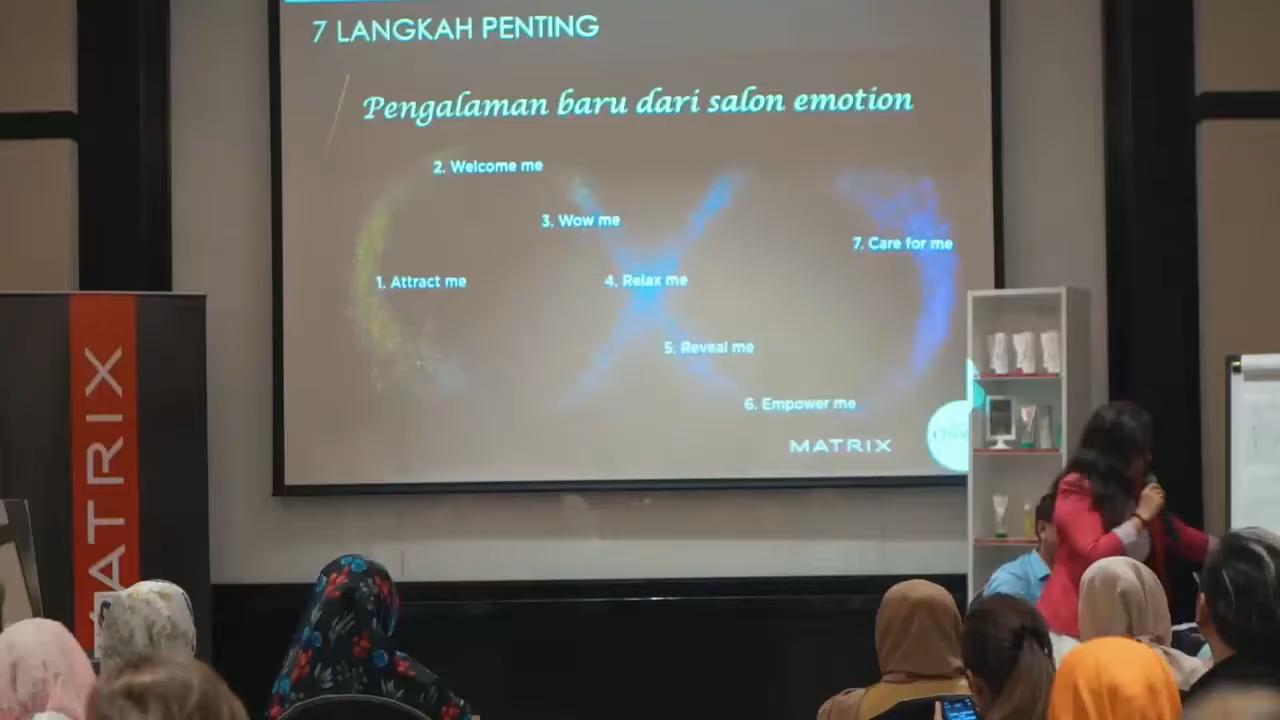 7 LANGKAH PENTING
Pengalaman baru dari salon emotion
2. Welcome me
3. Wow me
7. Care for me
1. Attract me
4. Relax me
5. Reveal me
6. Empower me
MATRIX
MATRIX